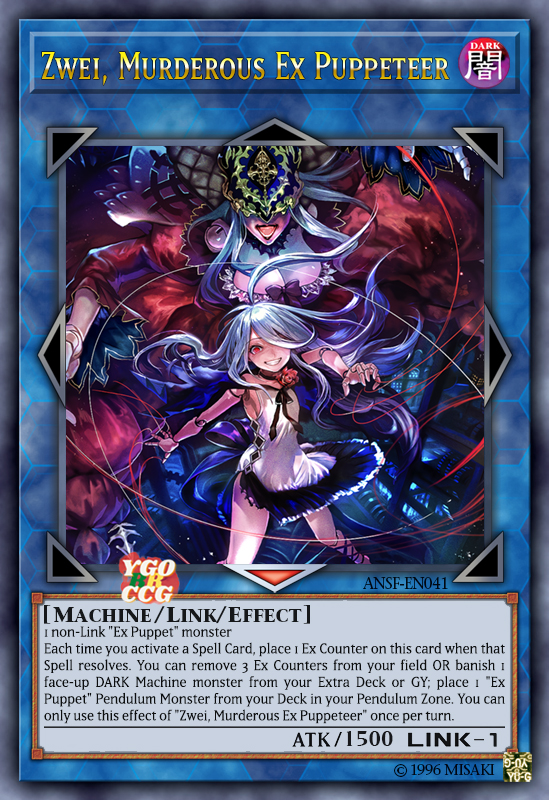 Zwei, Murderous Ex Puppeteer
DARK
闇
YGO
CCG
ANSF-EN041
[Machine/Link/Effect]
1 non-Link "Ex Puppet" monster
Each time you activate a Spell Card, place 1 Ex Counter on this card when that
Spell resolves. You can remove 3 Ex Counters from your field OR banish 1
face-up DARK Machine monster from your Extra Deck or GY; place 1 "Ex
Puppet" Pendulum Monster from your Deck in your Pendulum Zone. You can
only use this effect of "Zwei, Murderous Ex Puppeteer" once per turn.
ATK/1500 LINK-1
© 1996 MISAKI